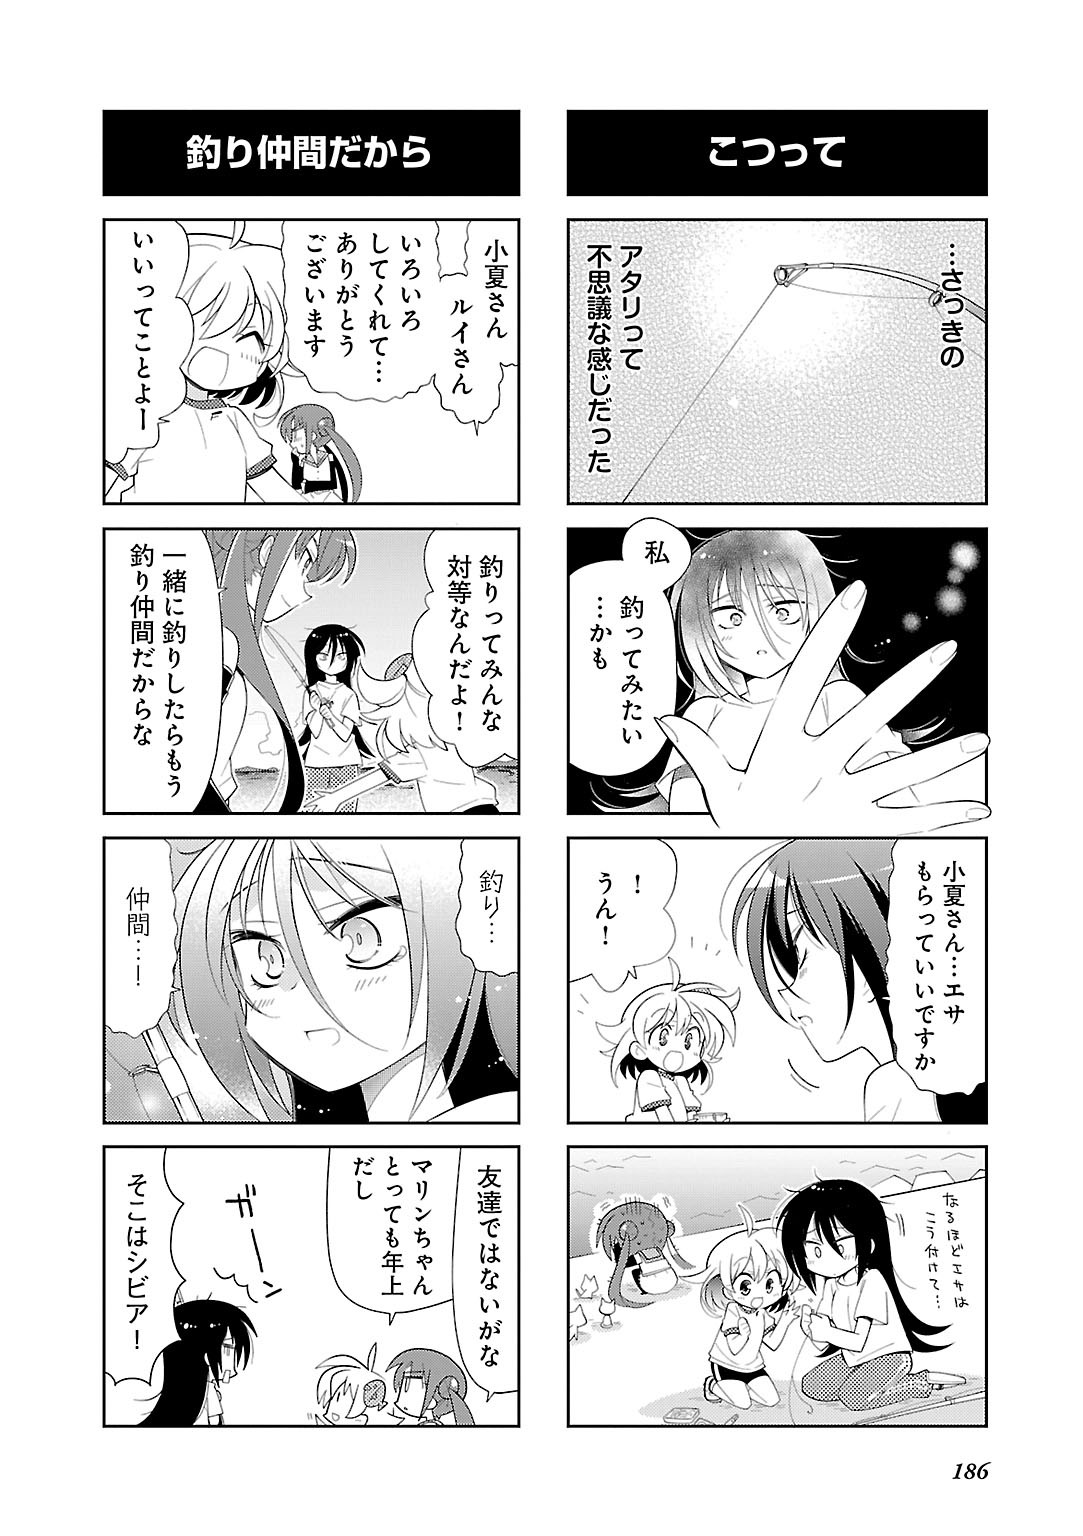 こつって
…さっきの
アタリって
不思議な感じだった
私
釣ってみたい
…かも
小夏さん…エサ
もらっていいですか
！
うん！
なるほどエサは
こう付けて…
釣り仲間だから
小夏さん
ルイさん
いろいろ
してくれて…
ありがとう
ございます
いいってことよー
釣りってみんな
対等なんだよ！
一緒に釣りしたらもう
釣り仲間だからな
釣り…
仲間…！
友達ではないがな
マリンちゃん
とっても年上
だし
ガーン
そこはシビア！
186